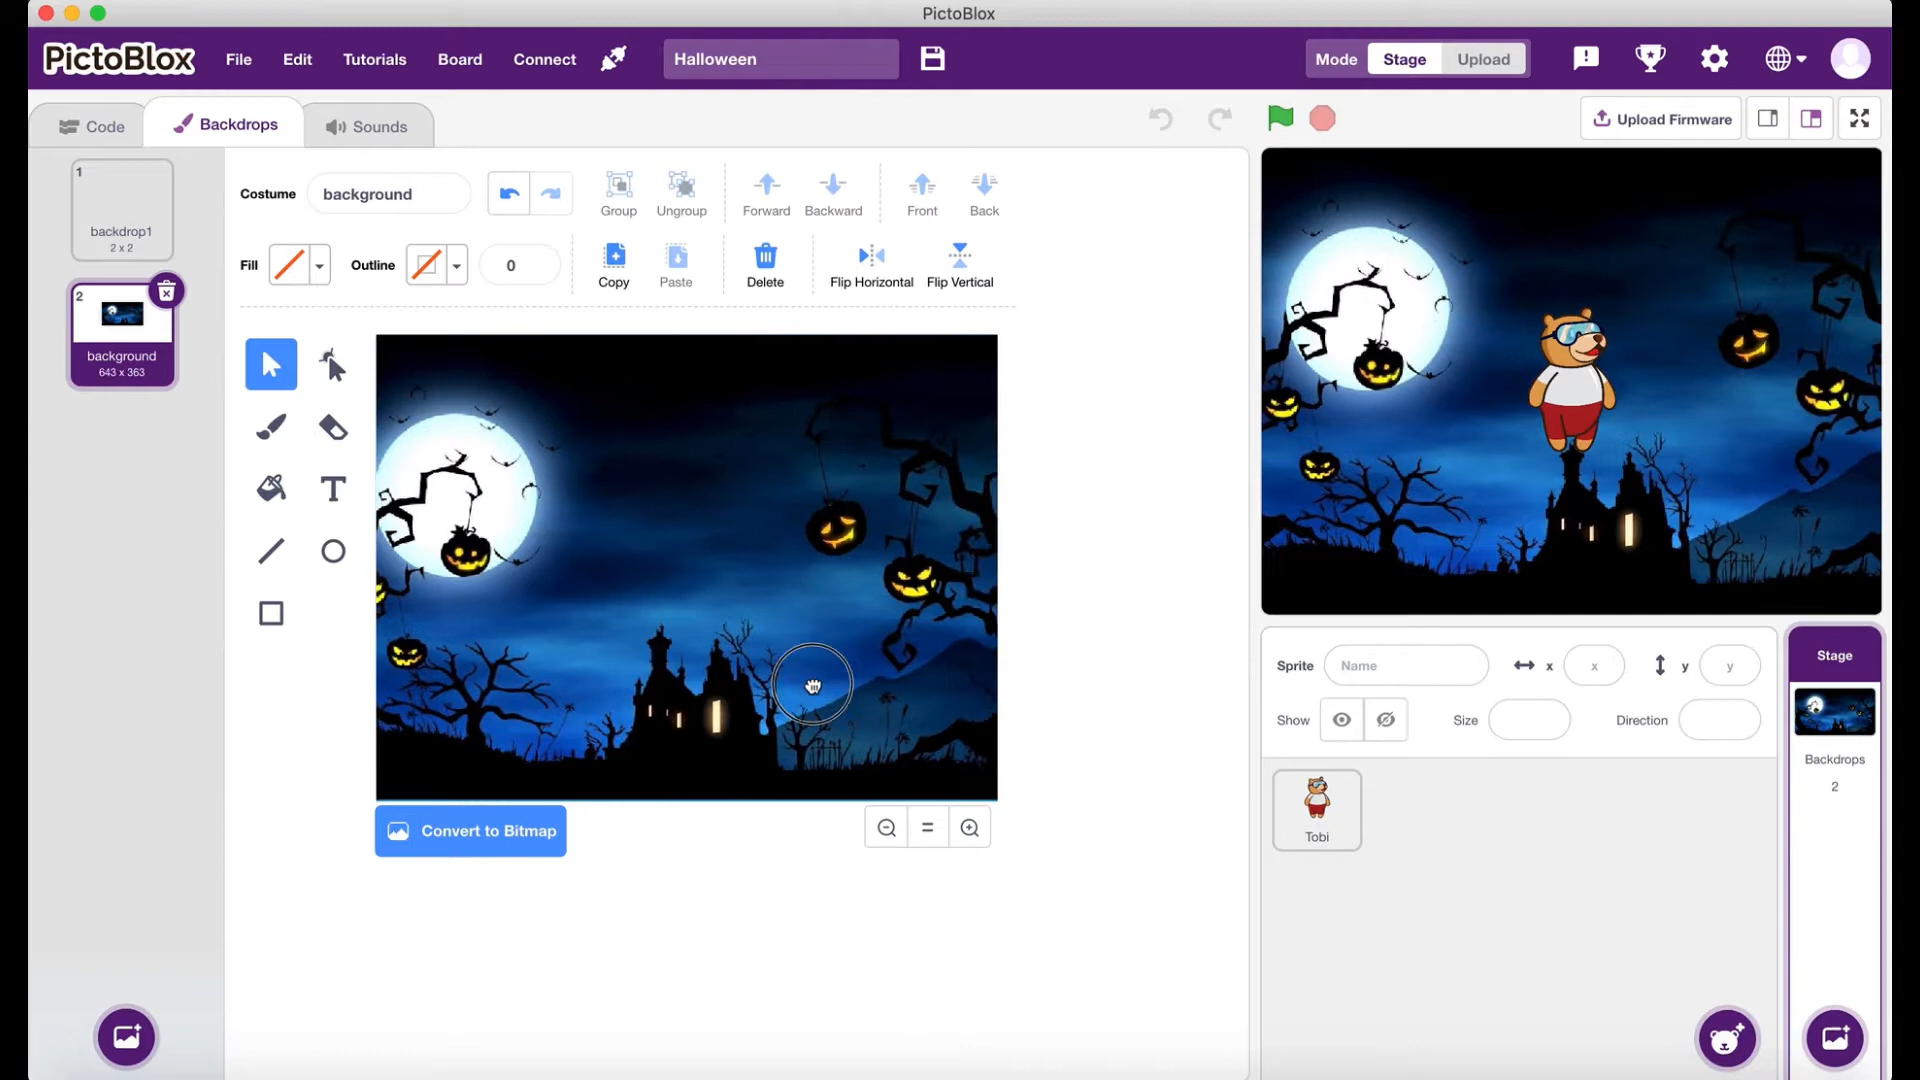 PictoBlox
PictoBlox
File
Edit
Tutorials
Board
Connect
Halloween
Mode
Stage
Upload
Code
Backdrops
Sounds
Upload Firmware
1
backdrop1
2 x 2
2
background
643 x 363
Costume
background
Group
Ungroup
Forward
Backward
Front
Back
Fill
Outline
0
Copy
Paste
Delete
Flip Horizontal
Flip Vertical
T
Convert to Bitmap
Sprite
Name
x
x
y
y
Show
Size
Direction
Tobi
Stage
Backdrops
2